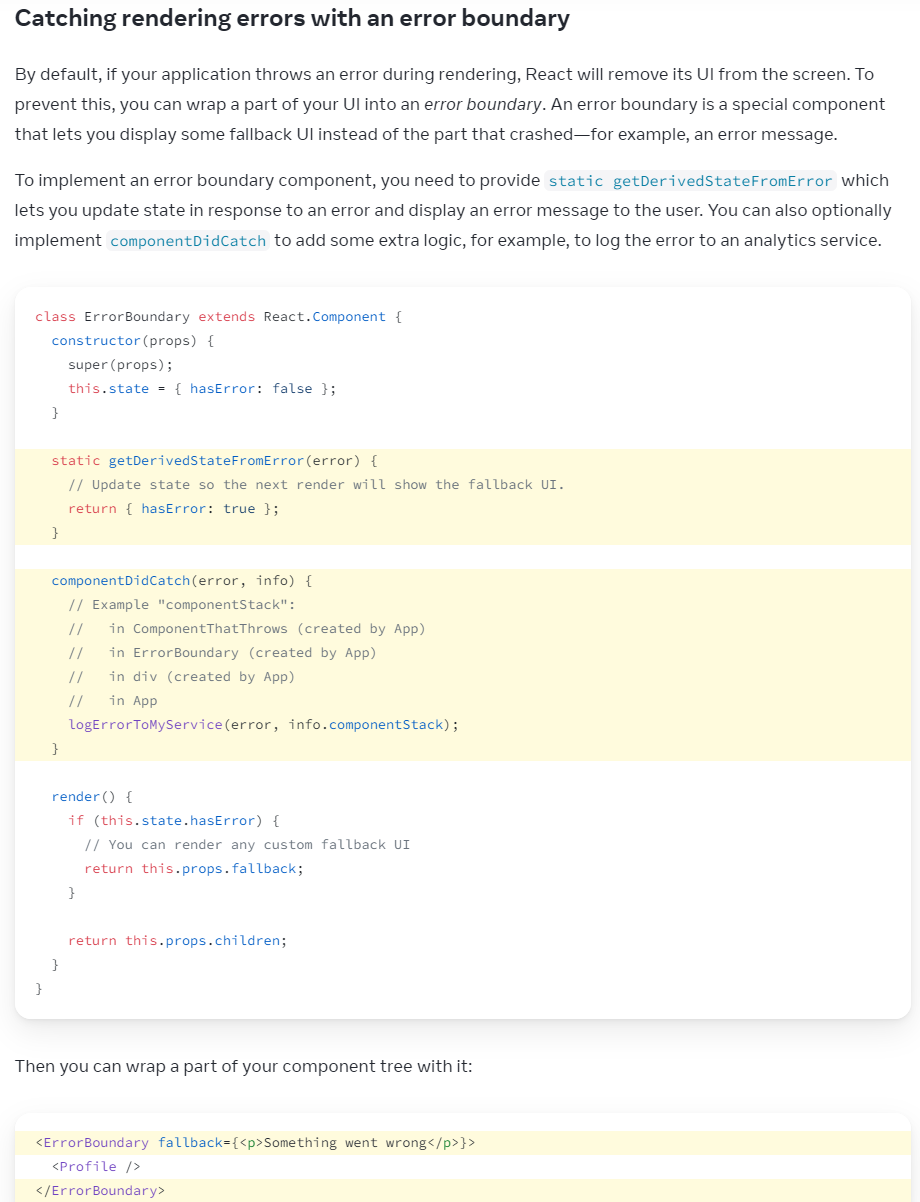 Catching rendering errors with an error boundary
By default, if your application throws an error during rendering, React will remove its UI from the screen. To
prevent this, you can wrap a part of your UI into an error boundary. An error boundary is a special component
that lets you display some fallback UI instead of the part that crashed—for example, an error message.
To implement an error boundary component, you need to provide static getDerivedStateFromError which
lets you update state in response to an error and display an error message to the user. You can also optionally
implement componentDidCatch to add some extra logic, for example, to log the error to an analytics service.
class ErrorBoundary extends React.Component {
  constructor(props) {
    super(props);
    this.state = { hasError: false };
  }
  static getDerivedStateFromError(error) {
    // Update state so the next render will show the fallback UI.
    return { hasError: true };
  }
  componentDidCatch(error, info) {
    // Example "componentStack":
    //   in ComponentThatThrows (created by App)
    //   in ErrorBoundary (created by App)
    //   in div (created by App)
    //   in App
    logErrorToMyService(error, info.componentStack);
  }
  render() {
    if (this.state.hasError) {
      // You can render any custom fallback UI
      return this.props.fallback;
    }
    return this.props.children;
  }
}
Then you can wrap a part of your component tree with it:
<ErrorBoundary fallback={<p>Something went wrong</p>}>
  <Profile />
</ErrorBoundary>